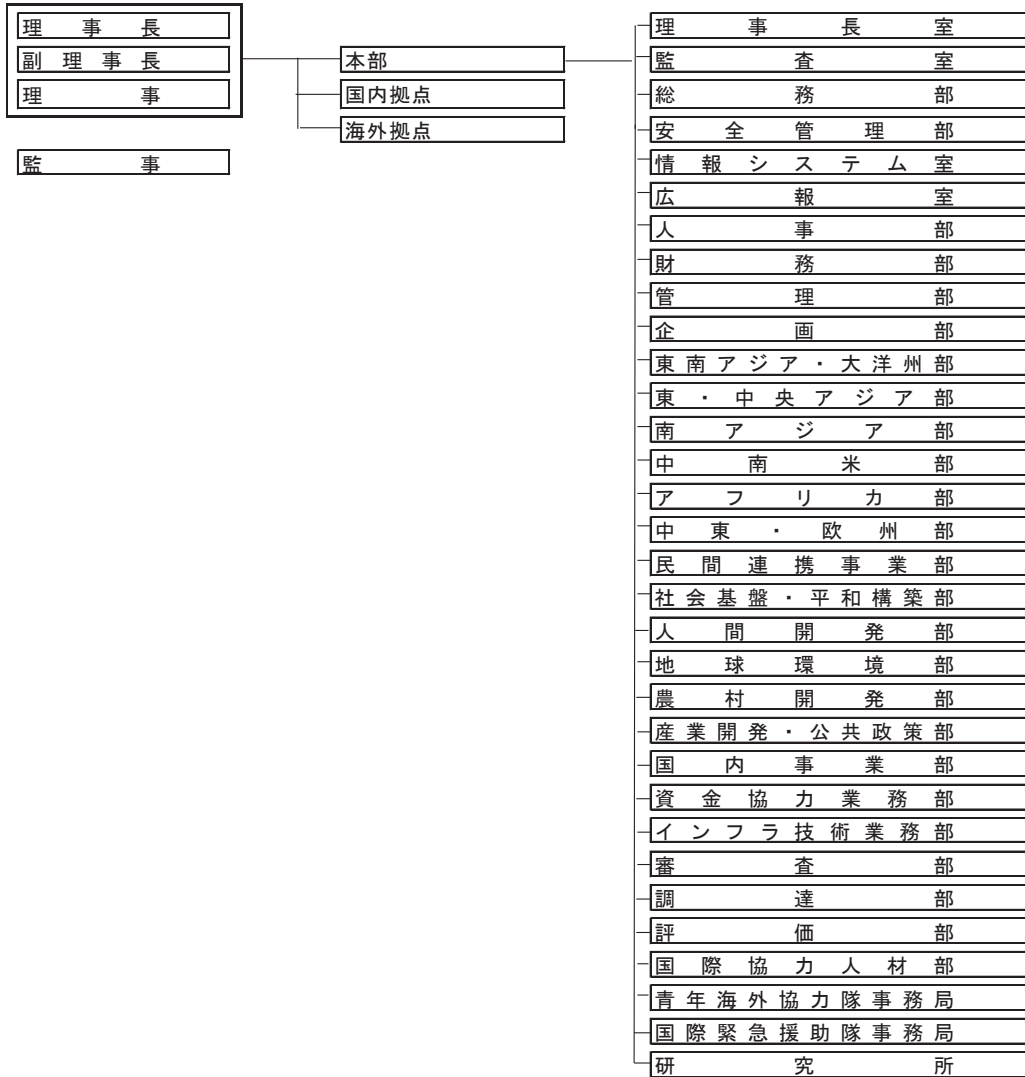 理事長
副理事長
理事
監事
本部
国内拠点
海外拠点
理事長室
監査室
総務部
安全管理部
情報システム室
広報室
人事部
財務部
管理部
企画部
東南アジア・大洋州部
東・中央アジア部
南アジア部
中南米部
アフリカ部
中東・欧州部
民間連携事業部
社会基盤・平和構築部
人間開発部
地球環境部
農村開発部
産業開発・公共政策部
国内事業部
資金協力業務部
インフラ技術業務部
審査部
調達部
評価部
国際協力人材部
青年海外協力隊事務局
国際緊急援助隊事務局
研究所